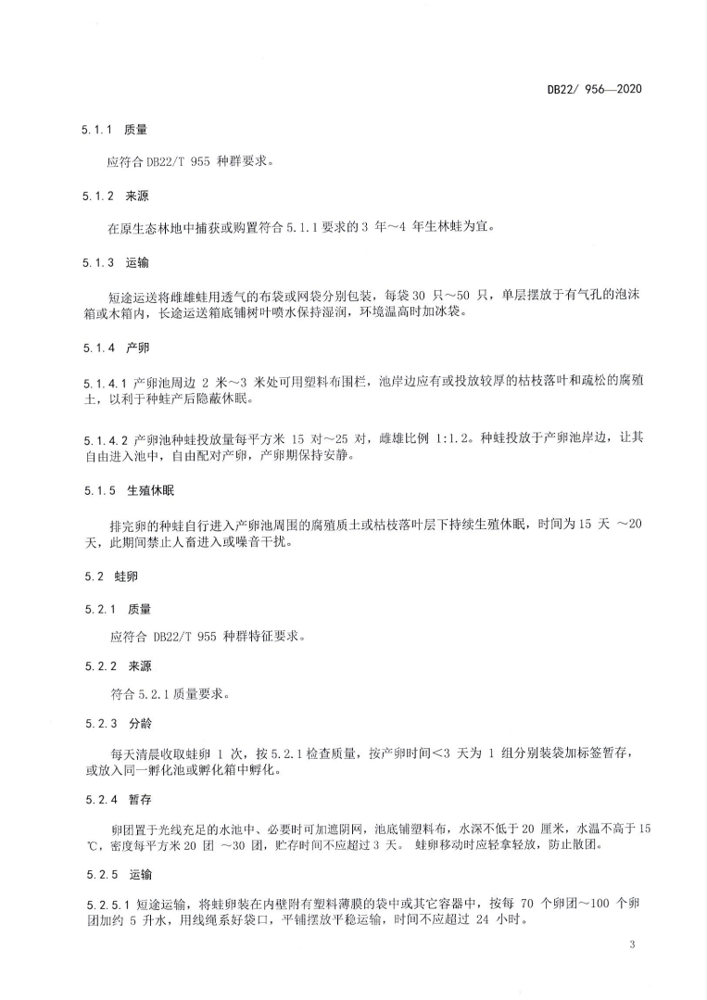 DB22/ 956—2020
5.1.1 质量
应符合DB22/T 955 种群要求。
5.1.2 来源
在原生态林地中捕获或购置符合5.1.1要求的3 年～4 年生林蛙为宜。
5.1.3 运输
短途运送将雌雄蛙用透气的布袋或网袋分别包装，每袋30 只～50 只，单层摆放于有气孔的泡沫
箱或木箱内，长途运送箱底铺树叶喷水保持湿润，环境温高时加冰袋。
5.1.4 产卵
5.1.4.1 产卵池周边 2 米～3 米处可用塑料布围栏，池岸边应有或投放较厚的枯枝落叶和疏松的腐殖
土，以利于种蛙产后隐蔽休眠。
5.1.4.2 产卵池种蛙投放量每平方米 15 对～25 对，雌雄比例 1:1.2。种蛙投放于产卵池岸边，让其
自由进入池中，自由配对产卵，产卵期保持安静。
5.1.5 生殖休眠
排完卵的种蛙自行进入产卵池周围的腐殖质土或枯枝落叶层下持续生殖休眠，时间为15 天 ～20
天，此期间禁止人畜进入或噪音干扰。
5.2 蛙卵
5.2.1 质量
应符合 DB22/T 955 种群特征要求。
5.2.2 来源
符合5.2.1质量要求。
5.2.3 分龄
每天清晨收取蛙卵 1 次，按5.2.1检查质量，按产卵时间＜3 天为 1 组分别装袋加标签暂存，
或放入同一孵化池或孵化箱中孵化。
5.2.4 暂存
卵团置于光线充足的水池中、必要时可加遮阴网，池底铺塑料布，水深不低于20 厘米，水温不高于15
℃，密度每平方米20 团 ～30 团，贮存时间不应超过3 天。 蛙卵移动时应轻拿轻放，防止散团。
5.2.5 运输
5.2.5.1 短途运输，将蛙卵装在内壁附有塑料薄膜的袋中或其它容器中，按每 70 个卵团～100 个卵
团加约 5 升水，用线绳系好袋口，平铺摆放平稳运输，时间不应超过 24 小时。
3